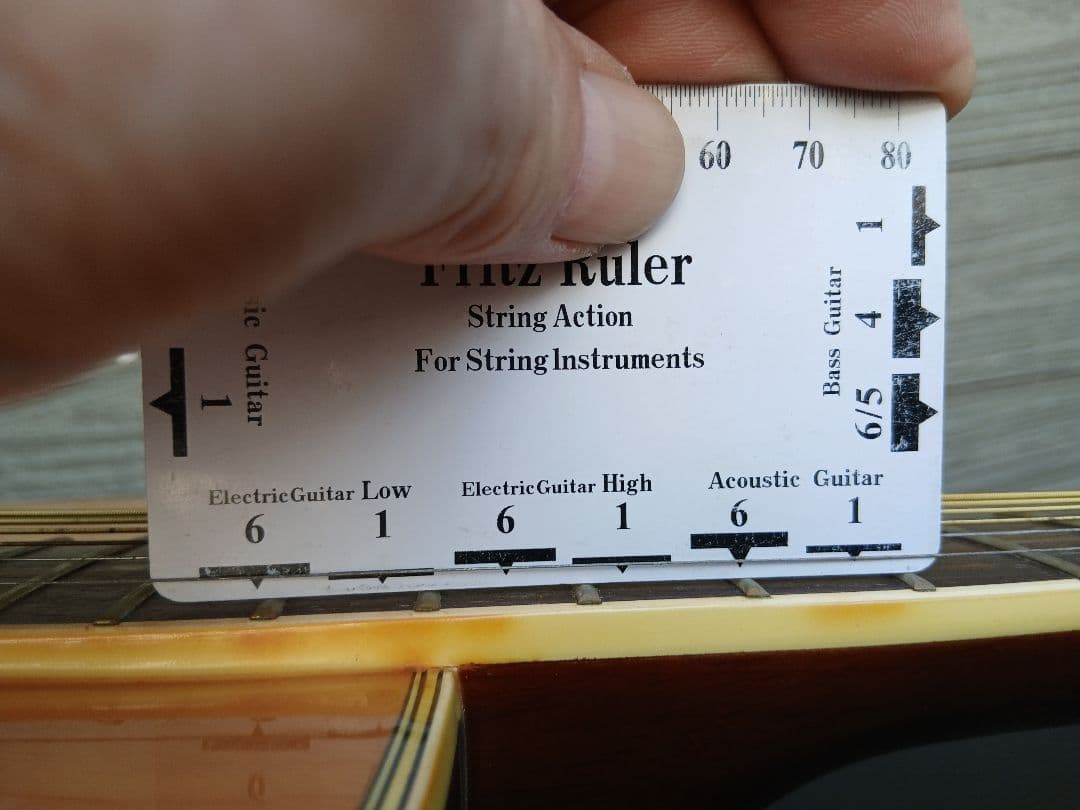 60 70 80
Ruler
String Action
For String Instruments
Guitar
1
Bass Guitar
1
4
6/5
ElectricGuitar Low
6 1
ElectricGuitar High
6 1
Acoustic Guitar
6 1